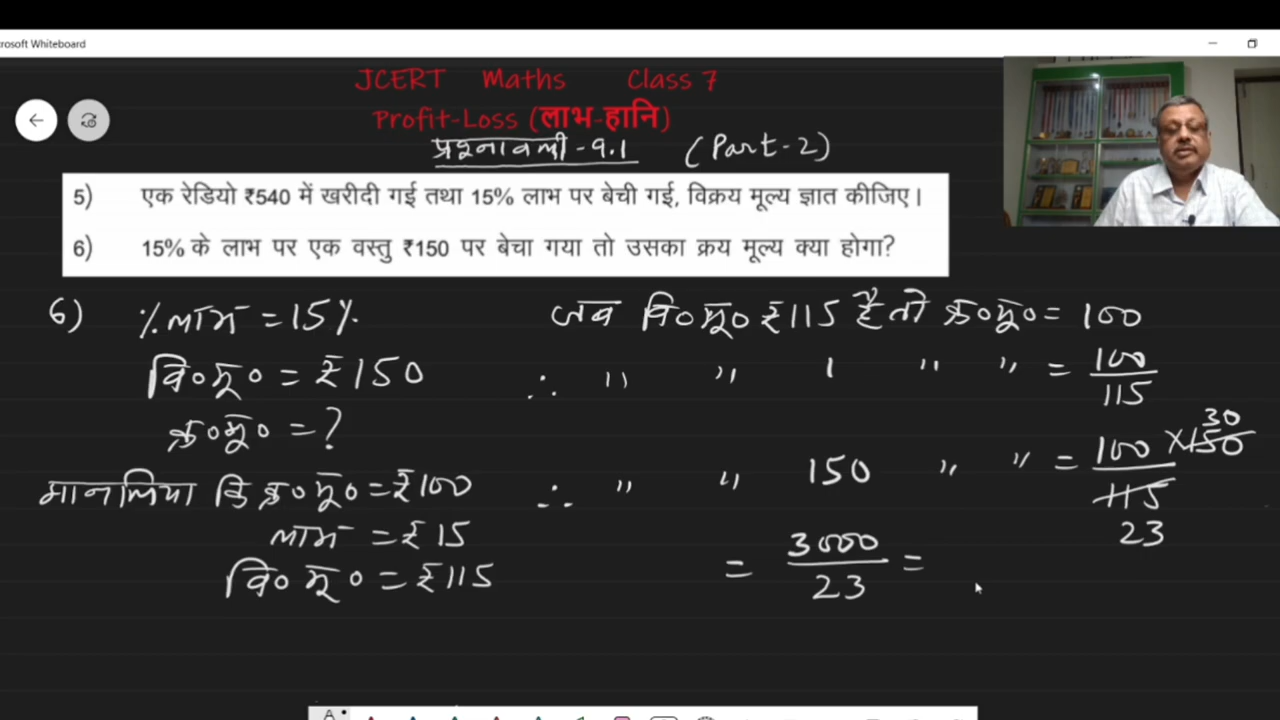 rosoft Whiteboard
JCERT Maths Class 7
Profit-Loss (लाभ-हानि)
प्रश्नावली - 9.1 (Part-2)
5) एक रेडियो ₹540 में खरीदी गई तथा 15% लाभ पर बेची गई, विक्रय मूल्य ज्ञात कीजिए।
6) 15% के लाभ पर एक वस्तु ₹150 पर बेचा गया तो उसका क्रय मूल्य क्या होगा?
6) % लाभ = 15%
वि०मू० = ₹150
क्र०मू० = ?
मान लिया कि क्र०मू० = ₹100
लाभ = ₹15
वि० मू० = ₹115
जब वि०मू० ₹115 है तो क्र०मू० = 100
∴ " " 1 " " = 100/115
∴ " " 150 " " = 100 × 150/115
30
23
= 3000/23 =
A